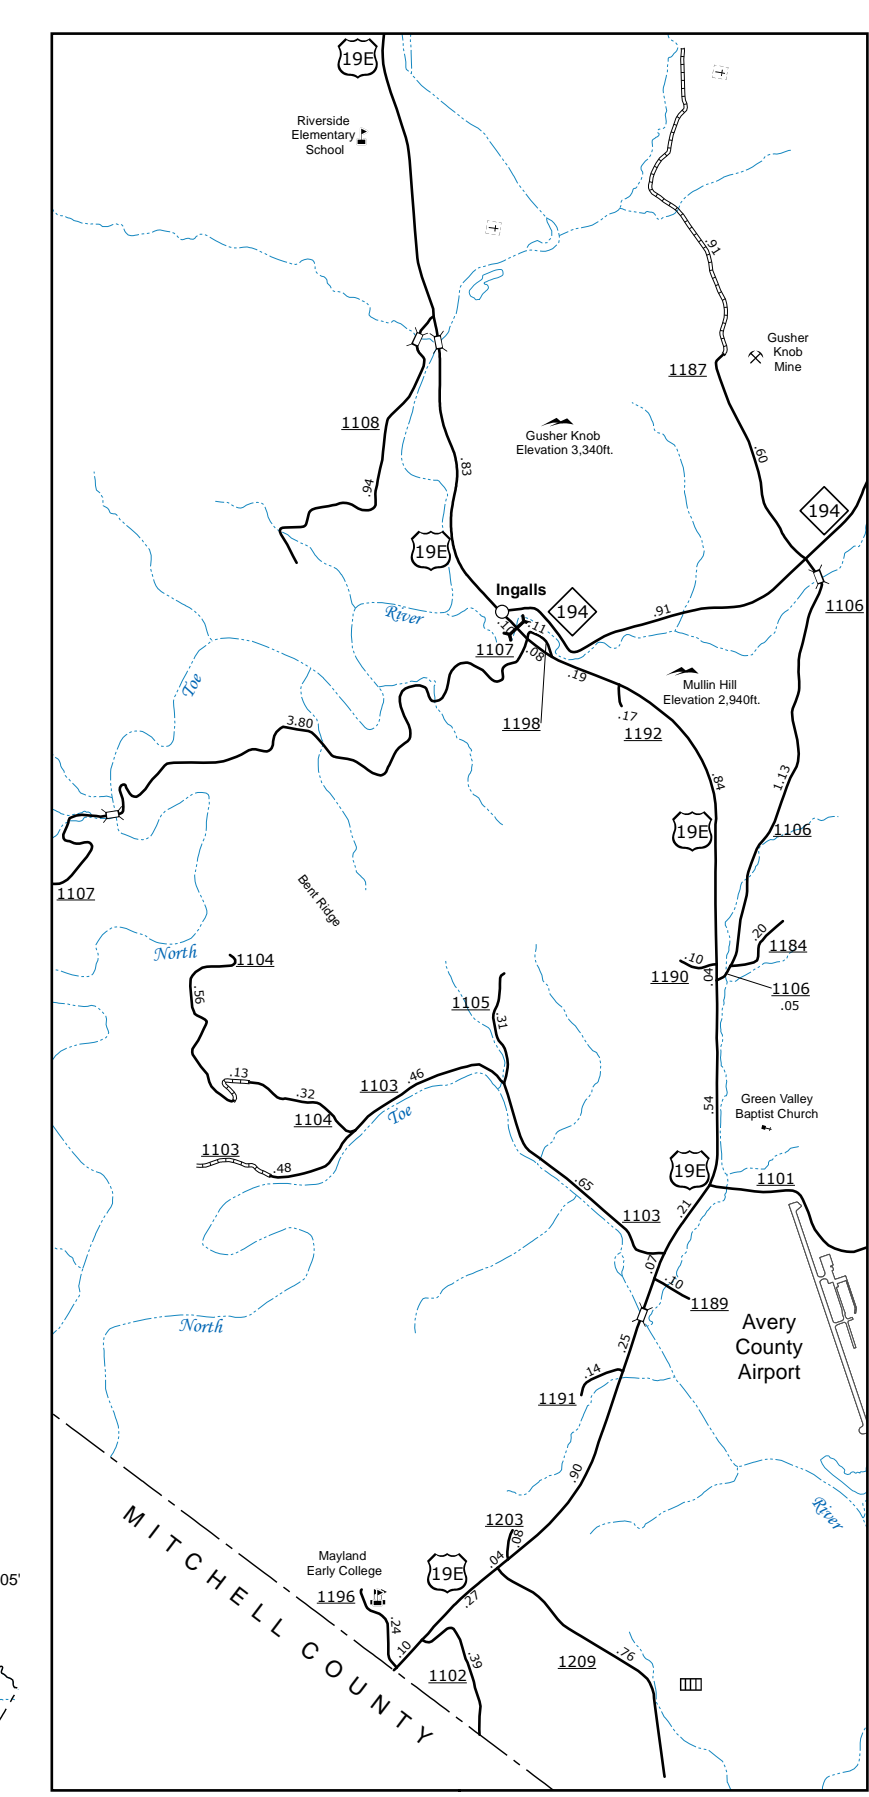 19E
Riverside
Elementary
School
.91
Gusher
Knob
Mine
1187
1108
Gusher Knob
Elevation 3,340ft.
.83
.60
.94
194
19E
Ingalls
194
.91
1106
River
.10
.11
1107
.08
.19
Mullin Hill
Elevation 2,940ft.
Toe
.17
1198
1192
3.80
.84
1.13
19E
1106
1107
Bent Ridge
.20
North
1104
.10
1184
1190
.04
1106
.05
.56
1105
.31
.13
.46
1103
.32
Toe
1104
.54
Green Valley
Baptist Church
1103
.48
19E
1101
.65
.21
1103
.07
.10
1189
North
Avery
County
Airport
.25
.14
1191
.90
River
MITCHELL COUNTY
1203
.08
Mayland
Early College
.04
19E
05'
1196
.27
.24
.10
.39
.76
1102
1209